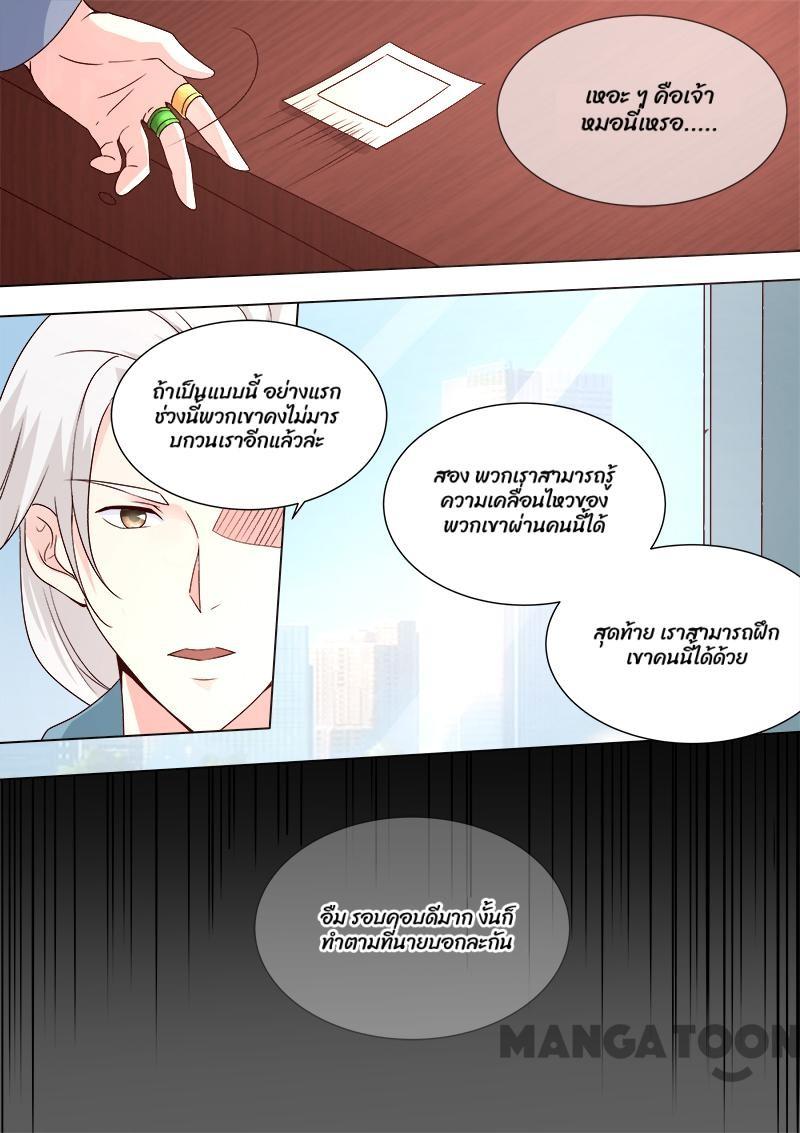 เหอะ ๆ คือเจ้า
หมอนี่เหรอ.....
ถ้าเป็นแบบนี้ อย่างแรก
ช่วงนี้พวกเขาคงไม่มาร
บกวนเราอีกแล้วล่ะ
สอง พวกเราสามารถรู้
ความเคลื่อนไหวของ
พวกเขาผ่านคนนี้ได้
สุดท้าย เราสามารถฝึก
เขาคนนี้ได้ด้วย
อืม รอบคอบดีมาก งั้นก็
ทำตามที่นายบอกละกัน
MANGATOON